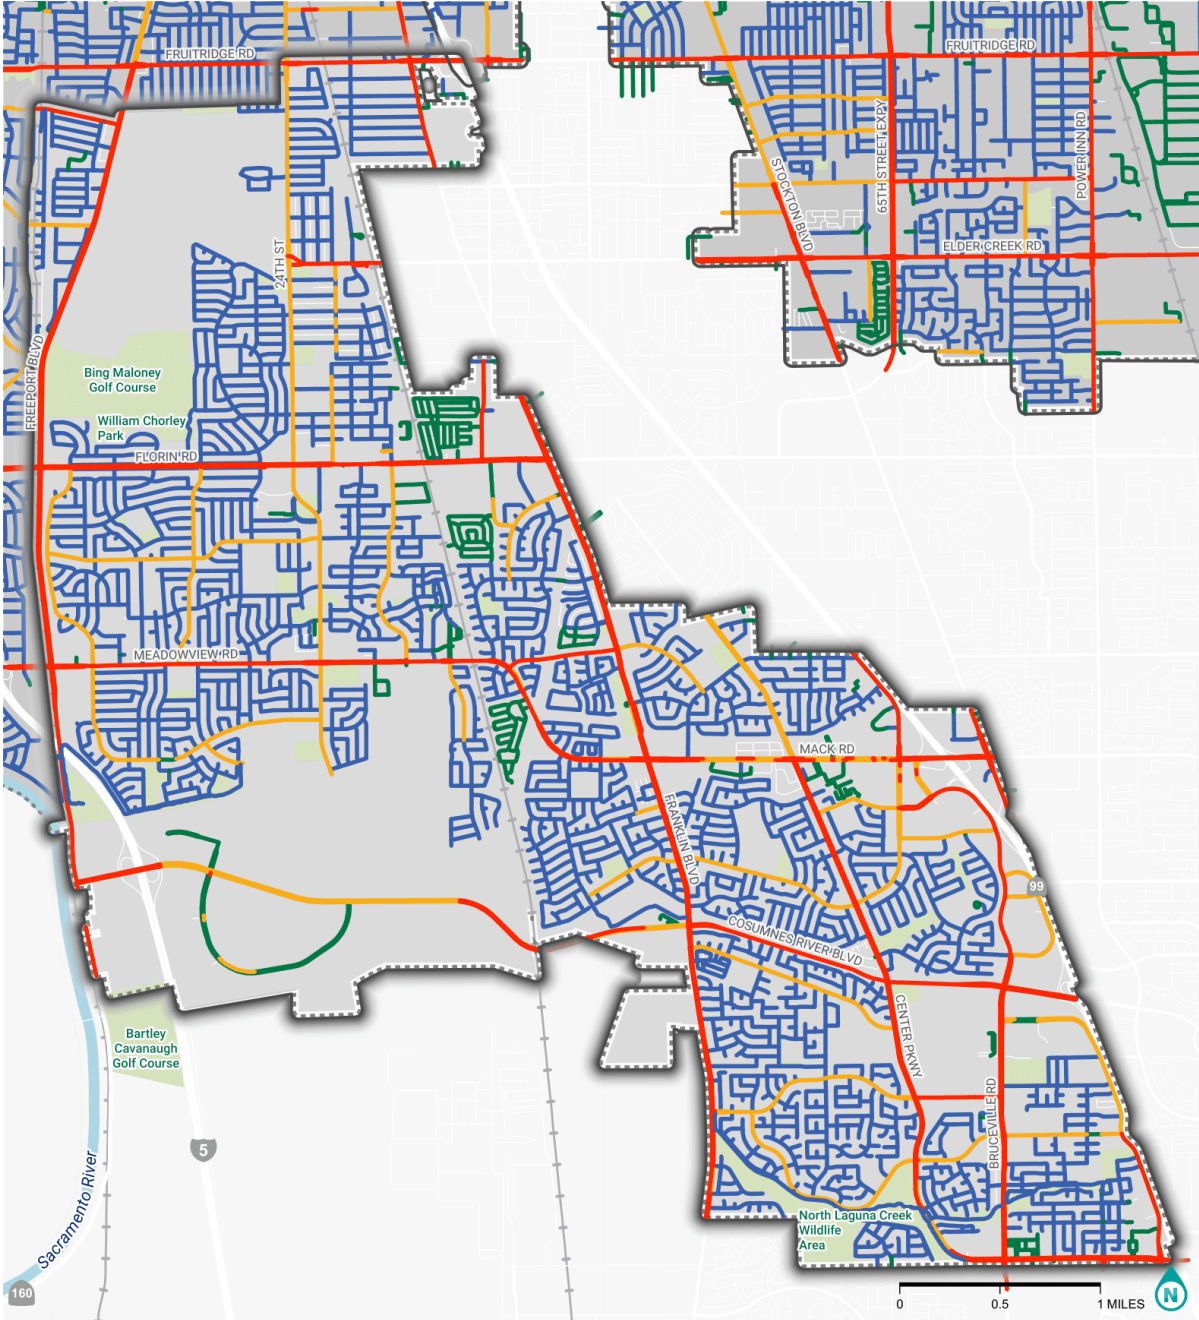 FRUITRIDGE RD
FRUITRIDGE RD
65TH STREET EXPY
POWER INN RD
STOCKTON BLVD
ELDER CREEK RD
24TH ST
FREEPORT BLVD
Bing Maloney
Golf Course
William Chorley
Park
FLORIN RD
MEADOWVIEW RD
MACK RD
FRANKLIN BLVD
99
COSUMNES RIVER BLVD
CENTER PKWY
Bartley
Cavanaugh
Golf Course
BRUCEVILLE RD
5
Sacramento River
North Laguna Creek
Wildlife
Area
160
N
0 0.5 1 MILES